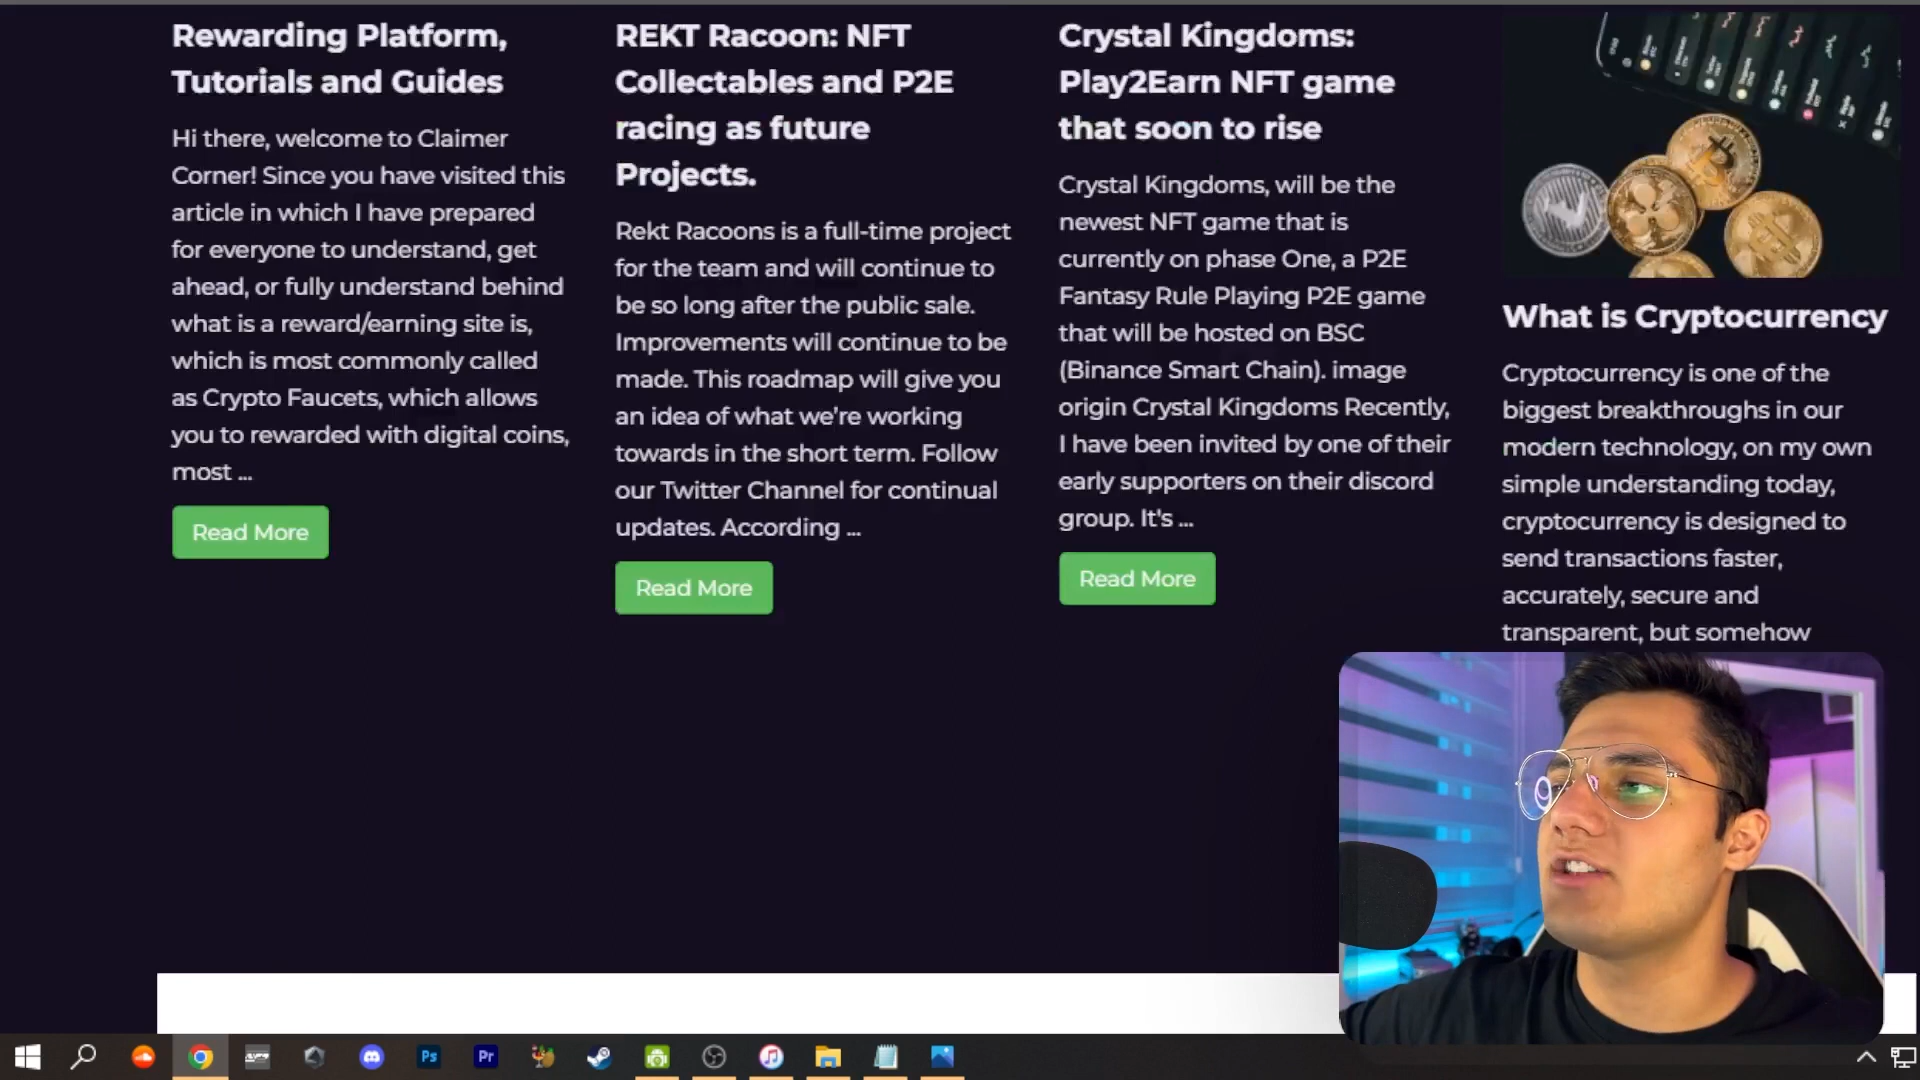 Rewarding Platform,
Tutorials and Guides
Hi there, welcome to Claimer
Corner! Since you have visited this
article in which I have prepared
for everyone to understand, get
ahead, or fully understand behind
what is a reward/earning site is,
which is most commonly called
as Crypto Faucets, which allows
you to rewarded with digital coins,
most ...
Read More
REKT Racoon: NFT
Collectables and P2E
racing as future
Projects.
Rekt Racoons is a full-time project
for the team and will continue to
be so long after the public sale.
Improvements will continue to be
made. This roadmap will give you
an idea of what we're working
towards in the short term. Follow
our Twitter Channel for continual
updates. According ...
Read More
Crystal Kingdoms:
Play2Earn NFT game
that soon to rise
Crystal Kingdoms, will be the
newest NFT game that is
currently on phase One, a P2E
Fantasy Rule Playing P2E game
that will be hosted on BSC
(Binance Smart Chain). image
origin Crystal Kingdoms Recently,
I have been invited by one of their
early supporters on their discord
group. It's ...
Read More
What is Cryptocurrency
Cryptocurrency is one of the
biggest breakthroughs in our
modern technology, on my own
simple understanding today,
cryptocurrency is designed to
send transactions faster,
accurately, secure and
transparent, but somehow
Ps
Pr